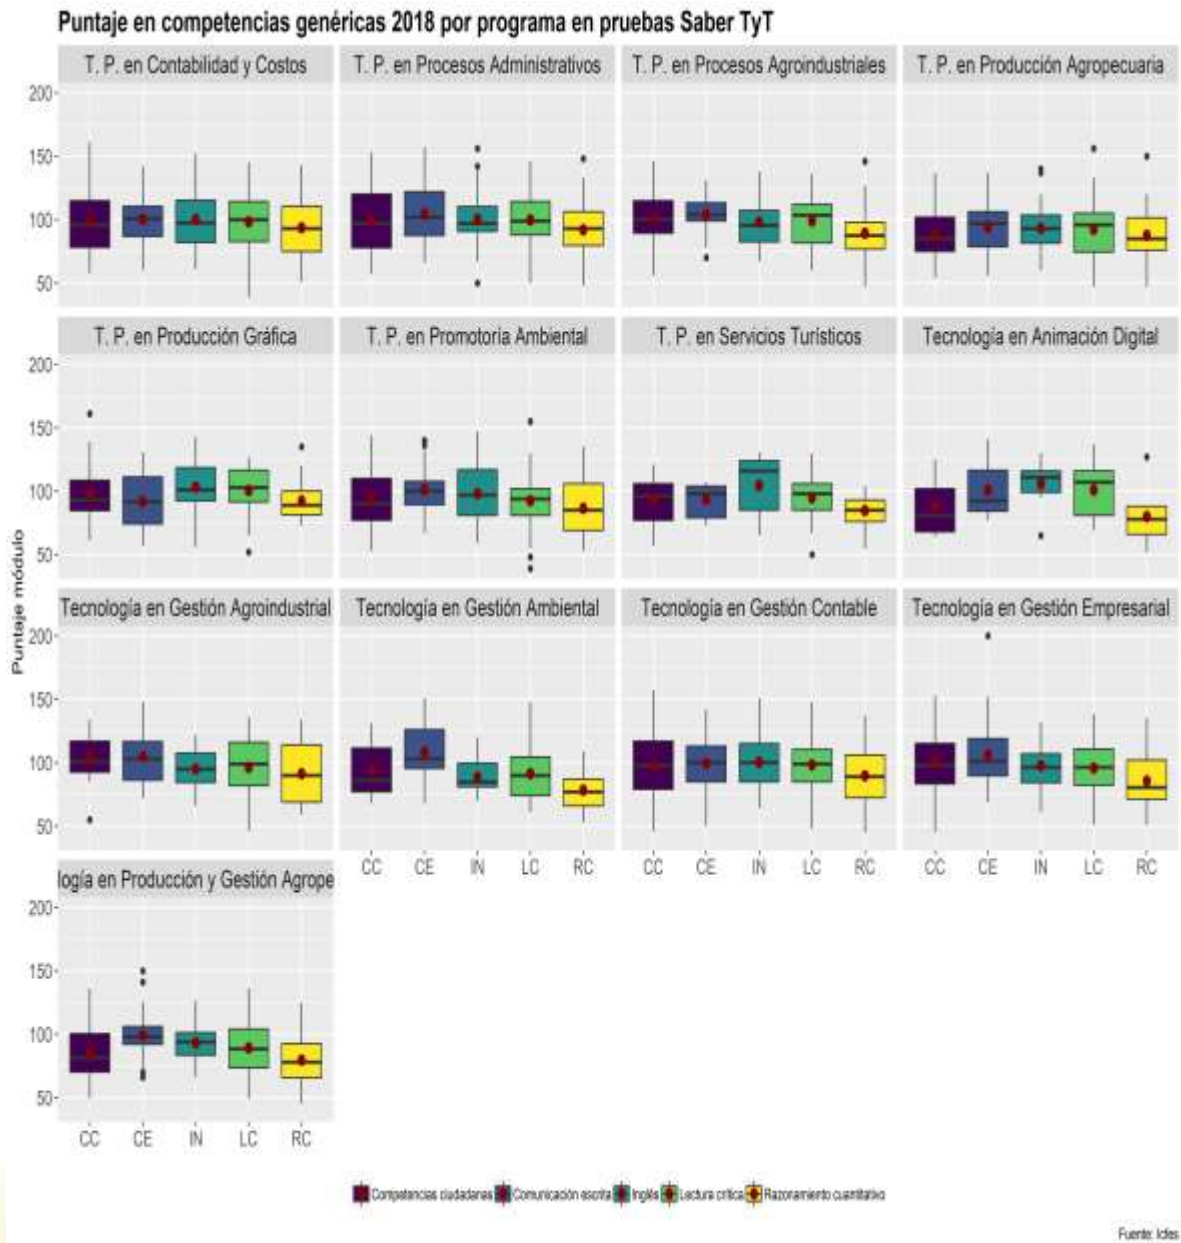 Puntaje en competencias genéricas 2018 por programa en pruebas Saber TyT
T. P. en Contabilidad y Costos
T. P. en Procesos Administrativos
T. P. en Procesos Agroindustriales
T. P. en Producción Agropecuaria
200
150
100
50
T. P. en Producción Gráfica
T. P. en Promotoría Ambiental
T. P. en Servicios Turísticos
Tecnología en Animación Digital
200
150
100
50
Puntaje módulo
Tecnología en Gestión Agroindustrial
Tecnología en Gestión Ambiental
Tecnología en Gestión Contable
Tecnología en Gestión Empresarial
200
150
100
50
CC CE IN LC RC
CC CE IN LC RC
CC CE IN LC RC
logía en Producción y Gestión Agrope
200
150
100
50
CC CE IN LC RC
Competencias ciudadanas Comunicación escrita Inglés Lectura crítica Razonamiento cuantitativo
Fuente: Icfes